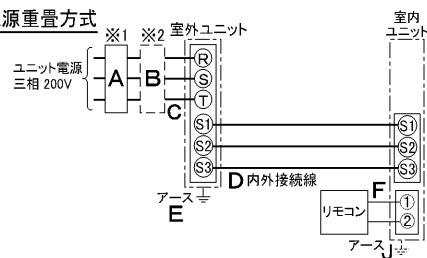 源重畳方式
※1 ※2 室外ユニット
室内
ユニット
ユニット電源
三相 200V
A B C
R
S
T
S1 S1
S2 S2
S3 S3
D 内外接続線
F
リモコン
1
2
アース
E
アース J